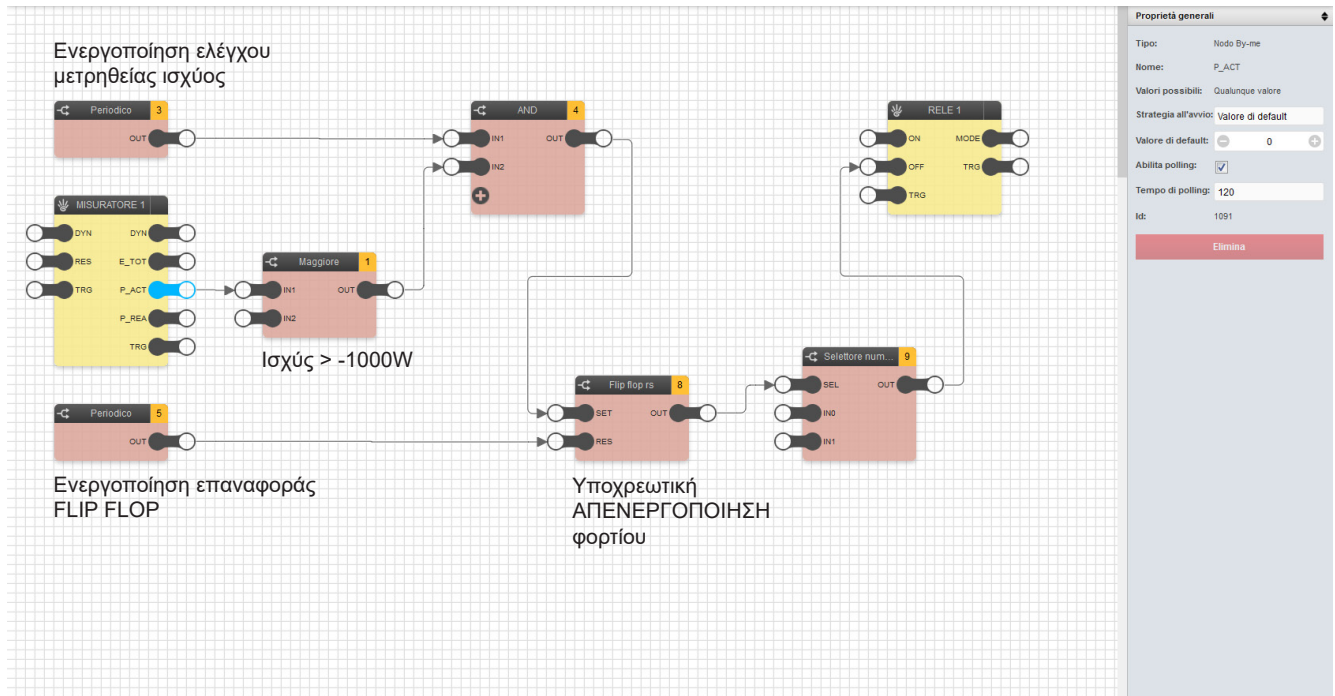 Ενεργοποίηση ελέγχου
μετρηθείας ισχύος
Periodico 3
OUT
MISURATORE 1
DYN DYN
RES E_TOT
TRG P_ACT
P_REA
TRG
Maggiore 1
IN1 OUT
IN2
Ισχύς > -1000W
AND 4
IN1 OUT
IN2
RELE 1
ON MODE
OFF TRG
TRG
Periodico 5
OUT
Ενεργοποίηση επαναφοράς
FLIP FLOP
Flip flop rs 8
SET OUT
RES
Υποχρεωτική
ΑΠΕΝΕΡΓΟΠΟΙΗΣΗ
φορτίου
Selettore num... 9
SEL OUT
IN0
IN1
Proprietà generali
Tipo: Nodo By-me
Nome: P_ACT
Valori possibili: Qualunque valore
Strategia all'avvio: Valore di default
Valore di default: 0
Abilita polling:
Tempo di polling: 120
Id: 1091
Elimina